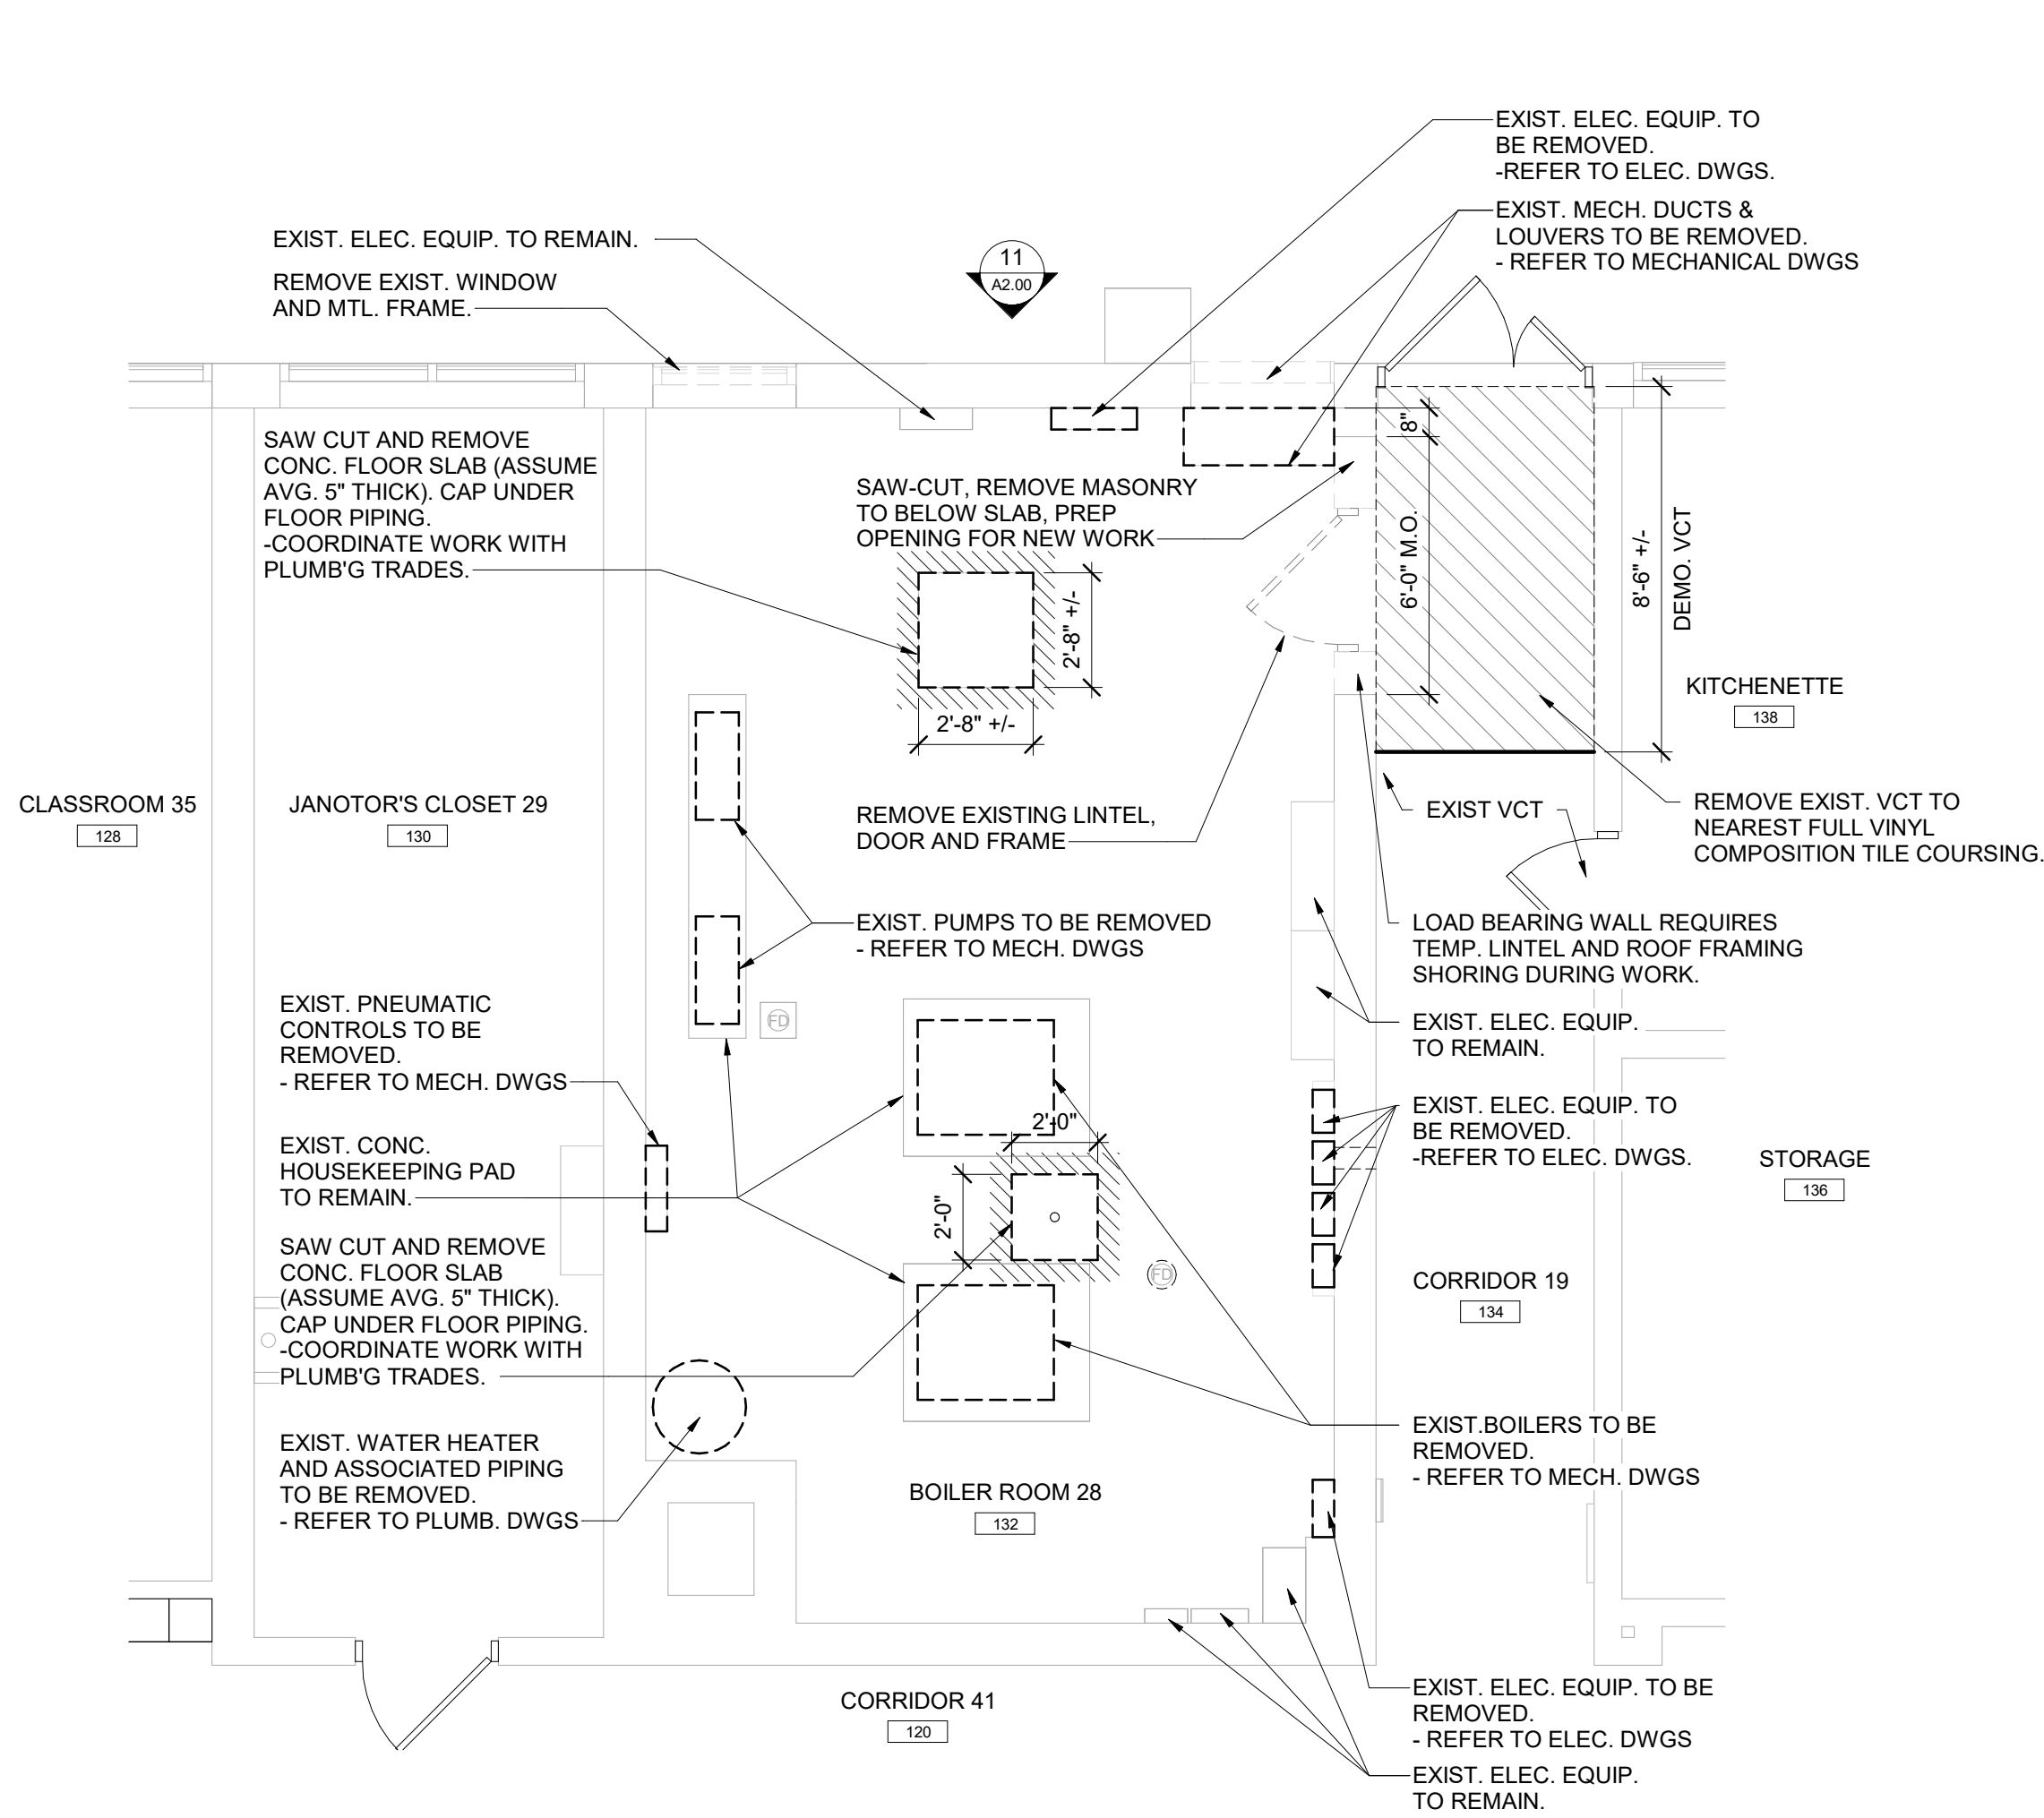 EXIST. ELEC. EQUIP. TO
BE REMOVED.
-REFER TO ELEC. DWGS.
EXIST. MECH. DUCTS &
LOUVERS TO BE REMOVED.
- REFER TO MECHANICAL DWGS
EXIST. ELEC. EQUIP. TO REMAIN.
REMOVE EXIST. WINDOW
AND MTL. FRAME.
11
A2.00
SAW CUT AND REMOVE
CONC. FLOOR SLAB (ASSUME
AVG. 5" THICK). CAP UNDER
FLOOR PIPING.
-COORDINATE WORK WITH
PLUMB'G TRADES.
SAW-CUT, REMOVE MASONRY
TO BELOW SLAB, PREP
OPENING FOR NEW WORK
8"
6'-0" M.O.
8'-6" +/-
DEMO. VCT
2'-8" +/-
2'-8" +/-
KITCHENETTE
138
CLASSROOM 35
128
JANOTOR'S CLOSET 29
130
REMOVE EXISTING LINTEL,
DOOR AND FRAME
EXIST VCT
REMOVE EXIST. VCT TO
NEAREST FULL VINYL
COMPOSITION TILE COURSING.
EXIST. PUMPS TO BE REMOVED
- REFER TO MECH. DWGS
LOAD BEARING WALL REQUIRES
TEMP. LINTEL AND ROOF FRAMING
SHORING DURING WORK.
EXIST. PNEUMATIC
CONTROLS TO BE
REMOVED.
- REFER TO MECH. DWGS
FD
EXIST. ELEC. EQUIP.
TO REMAIN.
2'-0"
EXIST. ELEC. EQUIP. TO
BE REMOVED.
-REFER TO ELEC. DWGS.
EXIST. CONC.
HOUSEKEEPING PAD
TO REMAIN.
2'-0"
STORAGE
136
SAW CUT AND REMOVE
CONC. FLOOR SLAB
(ASSUME AVG. 5" THICK).
CAP UNDER FLOOR PIPING.
-COORDINATE WORK WITH
PLUMB'G TRADES.
FD
CORRIDOR 19
134
EXIST. WATER HEATER
AND ASSOCIATED PIPING
TO BE REMOVED.
- REFER TO PLUMB. DWGS
EXIST.BOILERS TO BE
REMOVED.
- REFER TO MECH. DWGS
BOILER ROOM 28
132
CORRIDOR 41
120
EXIST. ELEC. EQUIP. TO BE
REMOVED.
- REFER TO ELEC. DWGS
EXIST. ELEC. EQUIP.
TO REMAIN.